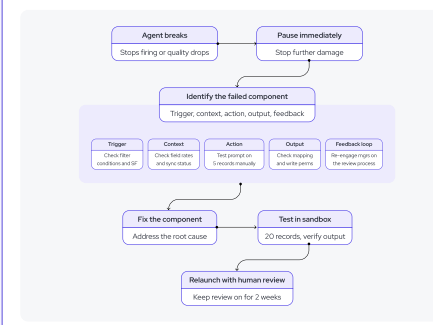 Agent breaks
Stops firing or quality drops
Pause immediately
Stop further damage
Identify the failed component
Trigger, context, action, output, feedback
Trigger
Check filter
conditions and SF
Context
Check field-rates
and sync status
Action
Test prompt on
5 records manually
Output
Check mapping
and write perms
Feedback loop
Re-engage mgrs on
the review process
Fix the component
Address the root cause
Test in sandbox
20 records, verify output
Relaunch with human review
Keep review on for 2 weeks